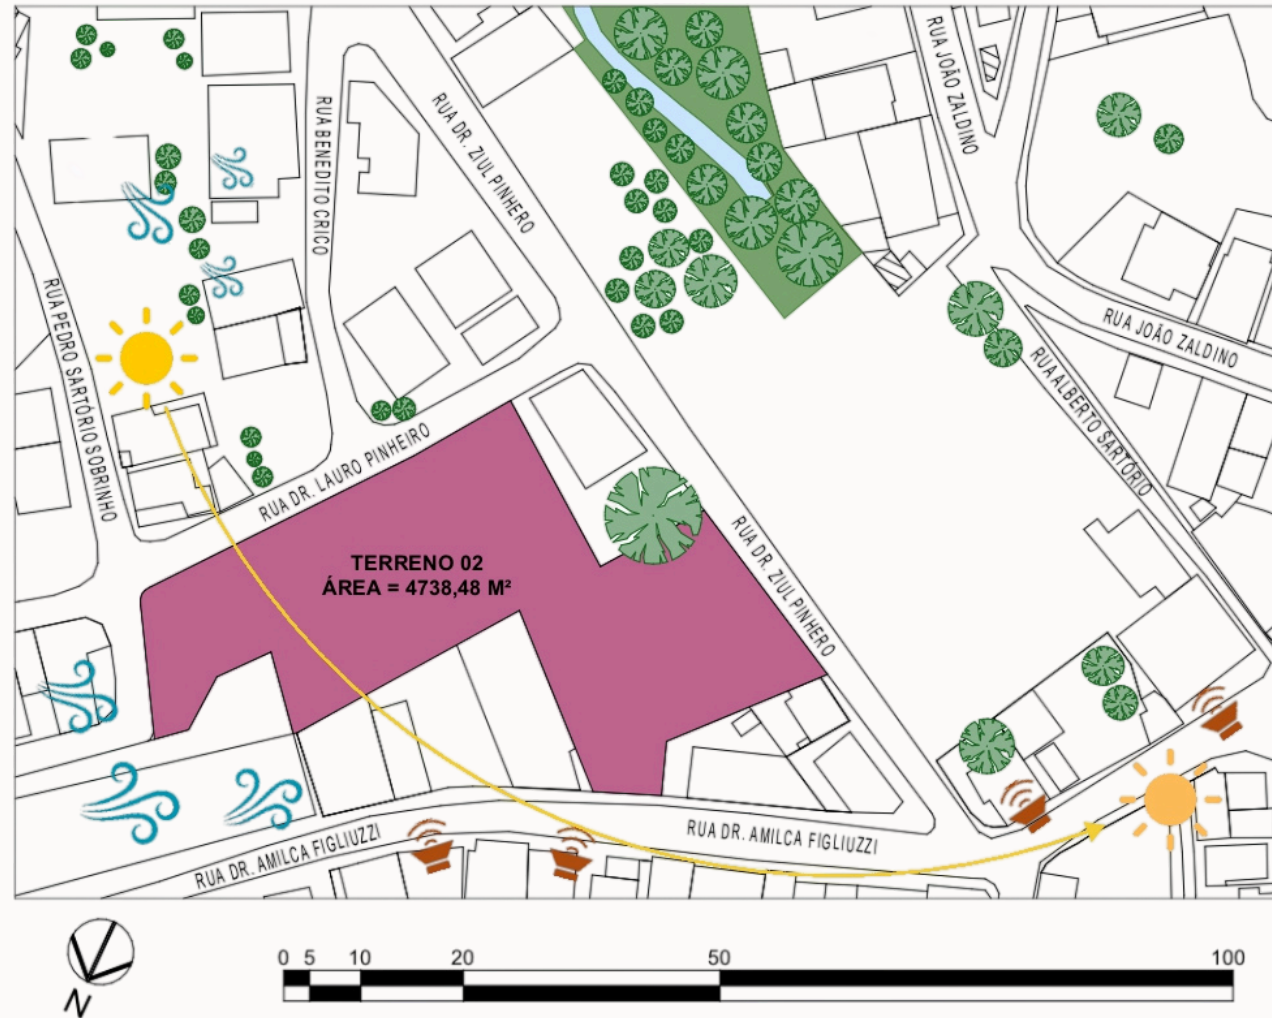 RUA JOÃO ZALDINO
RUA DR. ZIUL PINHERO
RUA BENEDITO CRICO
RUA PEDRO SARTÓRIO SOBRINHO
RUA JOÃO ZALDINO
RUA ALBERTO SARTÓRIO
RUA DR. LAURO PINHEIRO
TERRENO 02
ÁREA = 4738,48 M²
RUA DR. ZIUL PINHERO
RUA DR. AMILCA FIGLIUZZI
RUA DR. AMILCA FIGLIUZZI
N
0 5 10 20 50 100